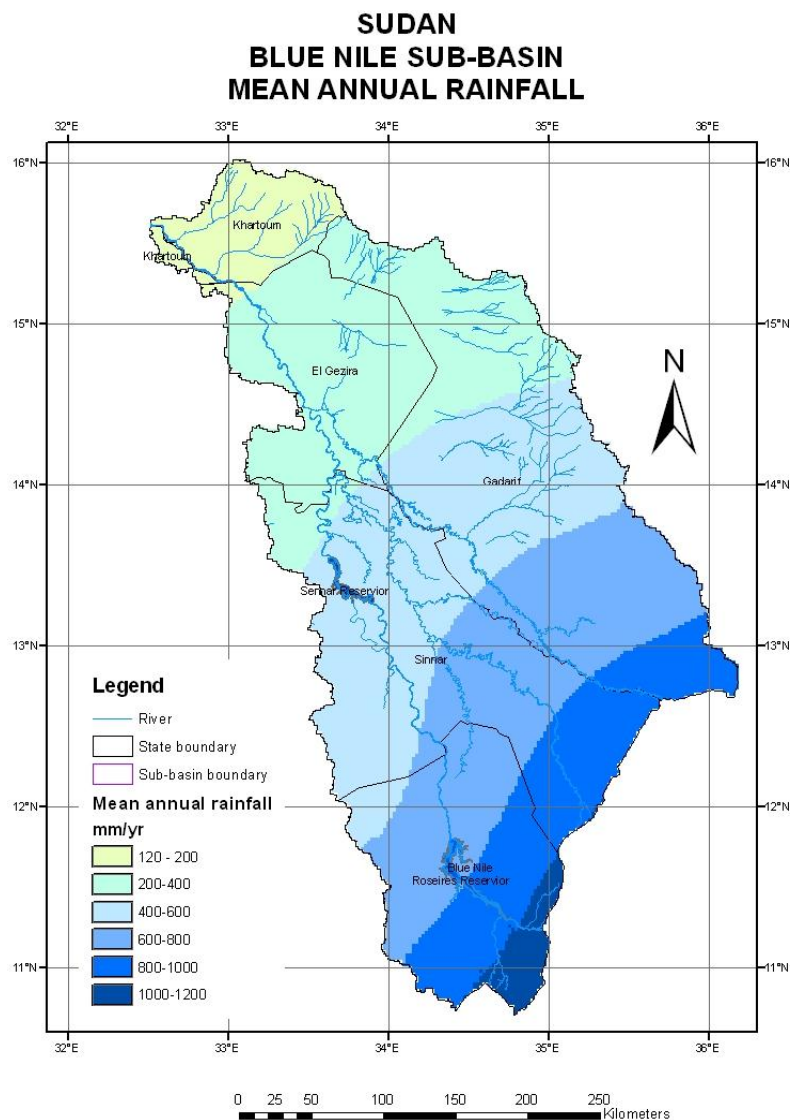 SUDAN
BLUE NILE SUB-BASIN
MEAN ANNUAL RAINFALL
32°E 33°E 34°E 35°E 36°E
16°N 16°N
Khartoum
Khartoum
15°N 15°N
El Gezira
N
14°N 14°N
Gadarif
Sennar Reservior
13°N 13°N
Sinnar
Legend
River
State boundary
Sub-basin boundary
Mean annual rainfall
mm/yr
120 - 200
200-400
400-600
600-800
800-1000
1000-1200
12°N 12°N
Blue Nile
Roseires Reservior
11°N 11°N
32°E 33°E 34°E 35°E 36°E
0 25 50 100 150 200 250
Kilometers